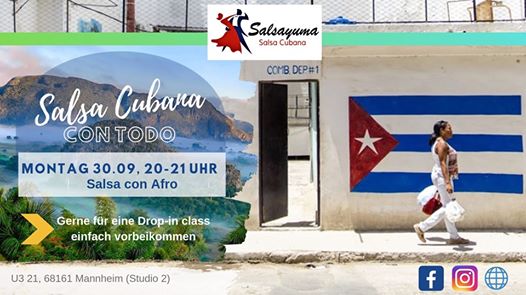 Salsayuma
Salsa Cubana
COMB. DEP.#1
Salsa Cubana
CON TODO
MONTAG 30.09, 20-21 UHR
Salsa con Afro
Gerne für eine Drop-in class
einfach vorbeikommen
U3 21, 68161 Mannheim (Studio 2)